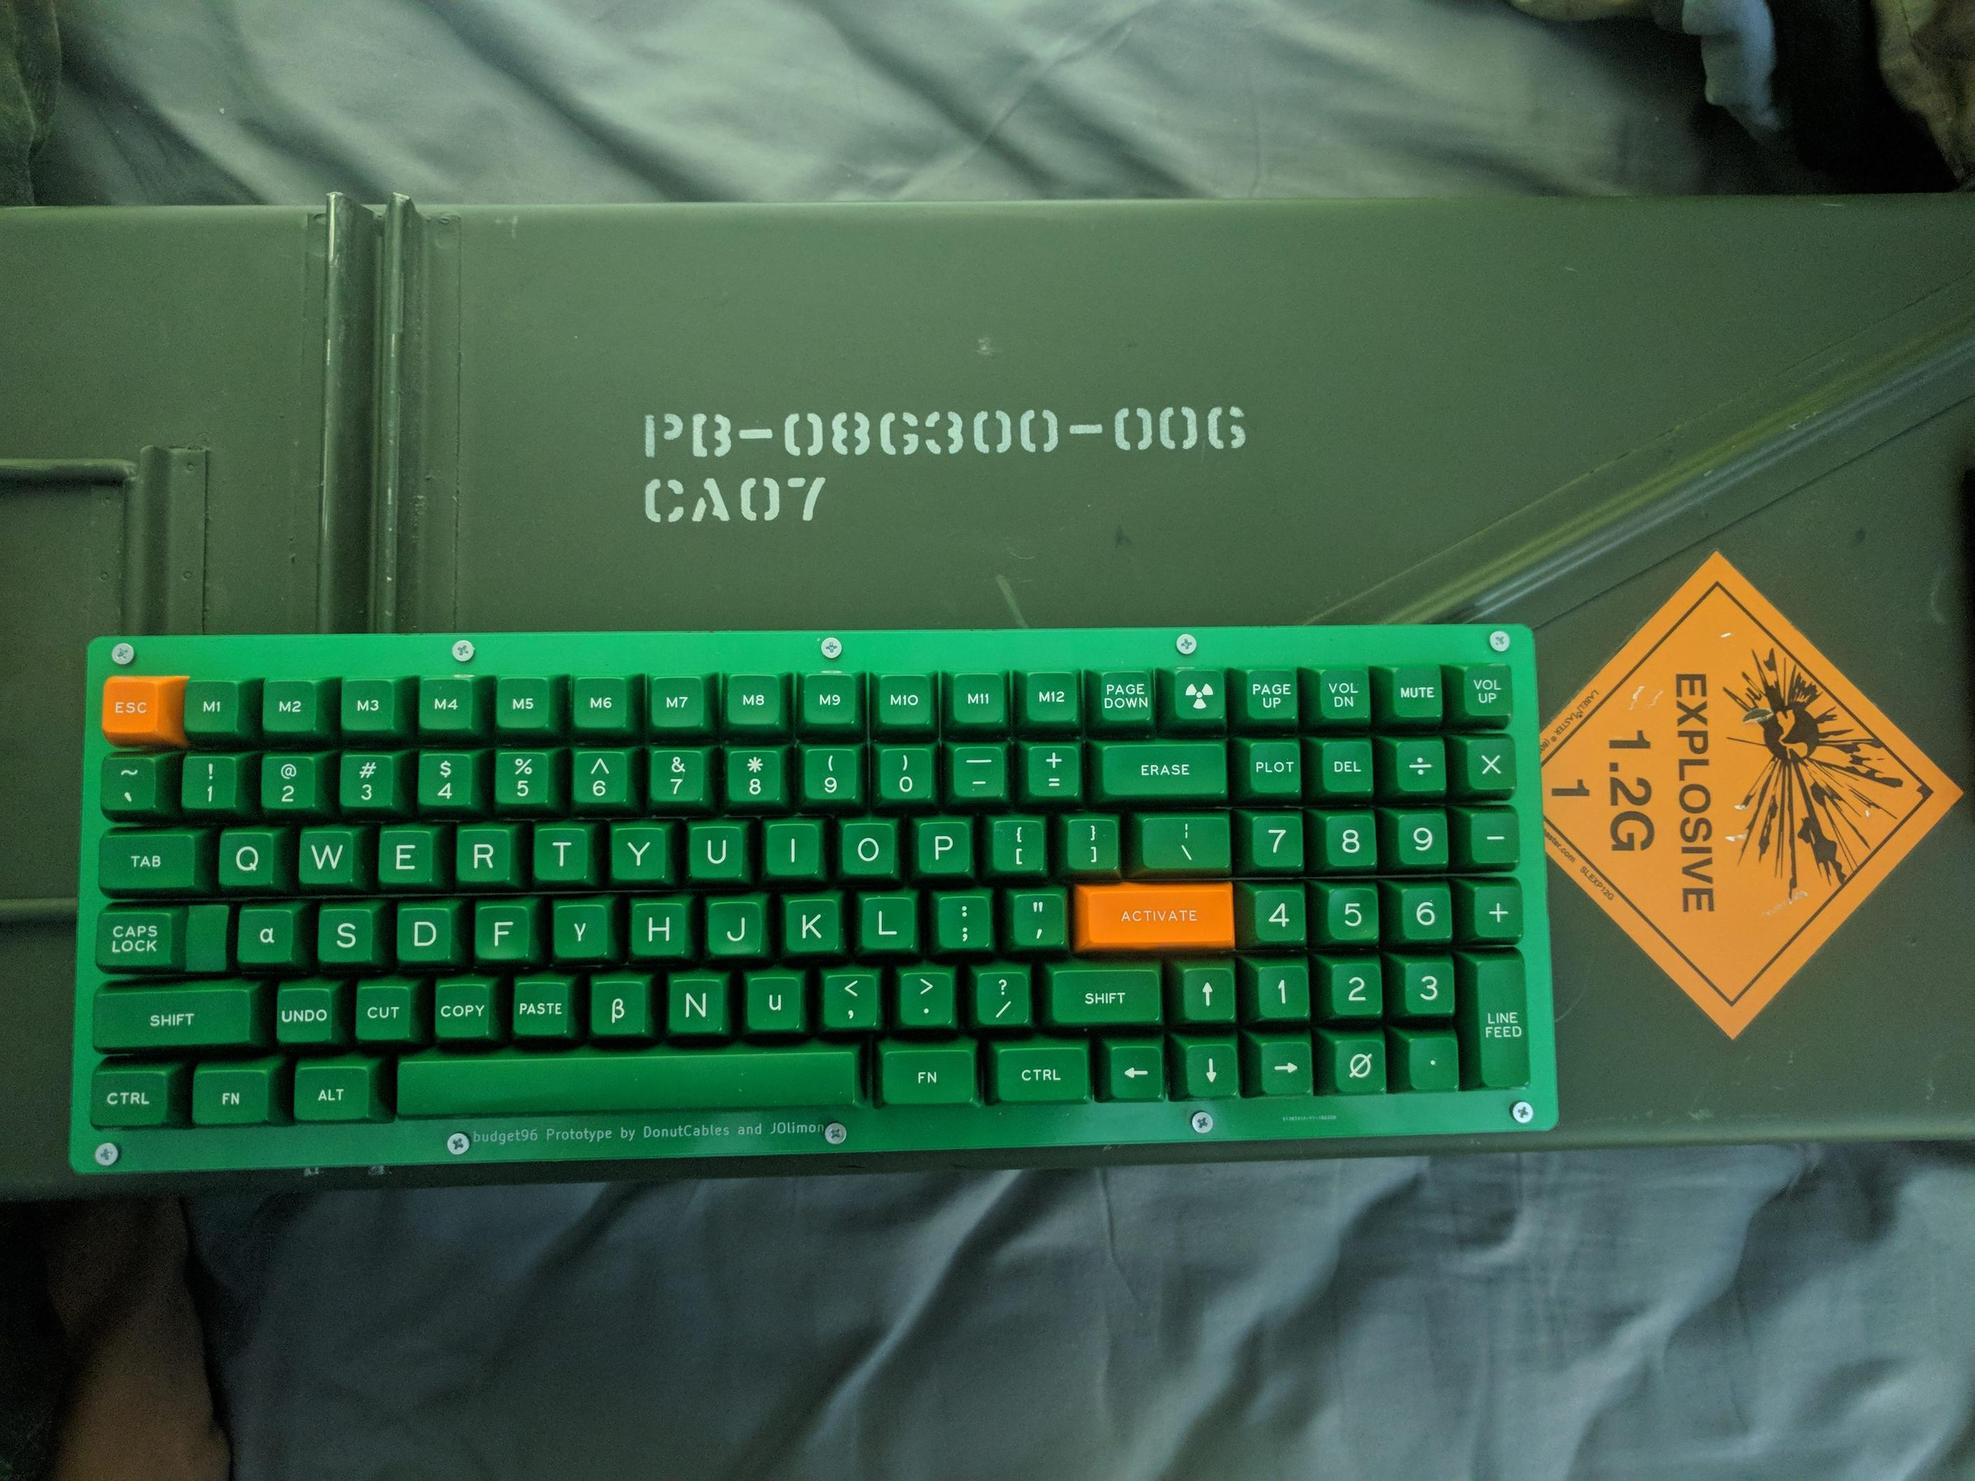 PB-08G300-006
CA07
ESC M1 M2 M3 M4 M5 M6 M7 M8 M9 M10 M11 M12 PAGE DOWN PAGE UP VOL DN MUTE VOL UP
~ ` ! 1 @ 2 # 3 $ 4 % 5 ^ 6 & 7 * 8 ( 9 ) 0 — - + = ERASE PLOT DEL ÷ ×
TAB Q W E R T Y U I O P { [ } ] ¦ \ 7 8 9 −
CAPS LOCK α S D F γ H J K L : ; " ' ACTIVATE 4 5 6 +
SHIFT UNDO CUT COPY PASTE β N u < , > . ? / SHIFT ↑ 1 2 3 LINE FEED
CTRL FN ALT FN CTRL ← ↓ → Ø .
budget96 Prototype by DonutCables and JOlimon
EXPLOSIVE
1.2G
1
SLEXP12G